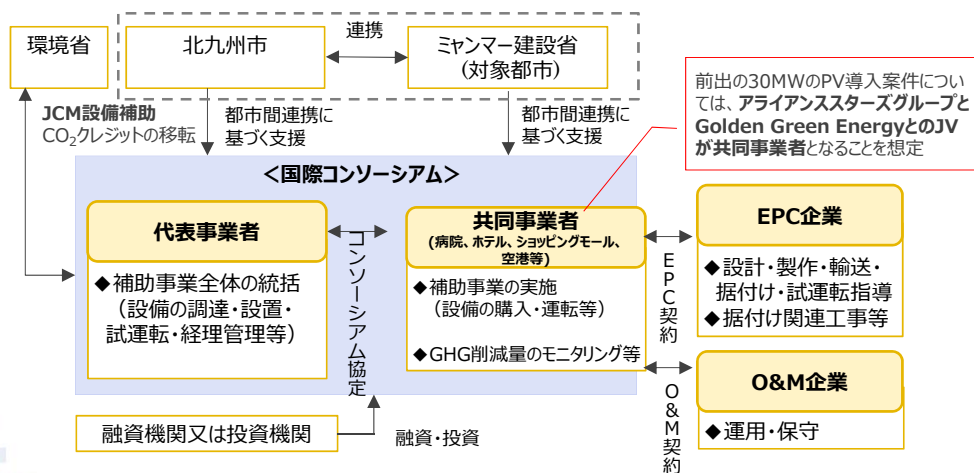 環境省
北九州市
連携
ミャンマー建設省
(対象都市)
JCM設備補助
CO₂クレジットの移転
都市間連携に
基づく支援
都市間連携に
基づく支援
前出の30MWのPV導入案件につい
ては、アライアンススターズグループと
Golden Green EnergyとのJV
が共同事業者となることを想定
＜国際コンソーシアム＞
代表事業者
◆補助事業全体の統括
（設備の調達・設置・
試運転・経理管理等）
コンソーシアム協定
共同事業者
(病院、ホテル、ショッピングモール、
空港等)
◆補助事業の実施
（設備の購入・運転等）
◆GHG削減量のモニタリング等
EPC契約
EPC企業
◆設計・製作・輸送・
据付け・試運転指導
◆据付け関連工事等
O&M契約
O&M企業
◆運用・保守
融資機関又は投資機関
融資・投資